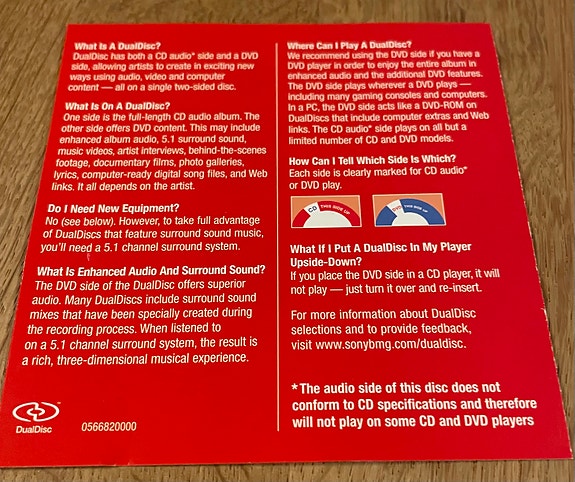 What Is A DualDisc?
DualDisc has both a CD audio* side and a DVD
side, allowing artists to create in exciting new
ways using audio, video and computer
content — all on a single two-sided disc.
What Is On A DualDisc?
One side is the full-length CD audio album. The
other side offers DVD content. This may include
enhanced album audio, 5.1 surround sound,
music videos, artist interviews, behind-the-scenes
footage, documentary films, photo galleries,
lyrics, computer-ready digital song files, and Web
links. It all depends on the artist.
Do I Need New Equipment?
No (see below). However, to take full advantage
of DualDiscs that feature surround sound music,
you'll need a 5.1 channel surround system.
What Is Enhanced Audio And Surround Sound?
The DVD side of the DualDisc offers superior
audio. Many DualDiscs include surround sound
mixes that have been specially created during
the recording process. When listened to
on a 5.1 surround sound system, the result is
a rich, three-dimensional musical experience.
DualDisc
TM
0566820000
Where Can I Play A DualDisc?
We recommend using the DVD side if you have a
DVD player in order to enjoy the entire album in
enhanced audio and the additional DVD features.
The DVD side plays wherever a DVD plays —
including many gaming consoles and computers.
In a PC, the DVD side acts like a DVD-ROM on
DualDiscs that include computer extras and Web
links. The CD audio* side plays on all but a
limited number of CD and DVD models.
How Can I Tell Which Side Is Which?
Each side is clearly marked for CD audio*
or DVD play.
CD THIS SIDE UP
DVD THIS SIDE UP
What If I Put A DualDisc In My Player
Upside-Down?
If you place the DVD side in a CD player, it will
not play — just turn it over and re-insert.
For more information about DualDisc
selections and to provide feedback,
visit www.sonybmg.com/dualdisc.
*The audio side of this disc does not
conform to CD specifications and therefore
will not play on some CD and DVD players